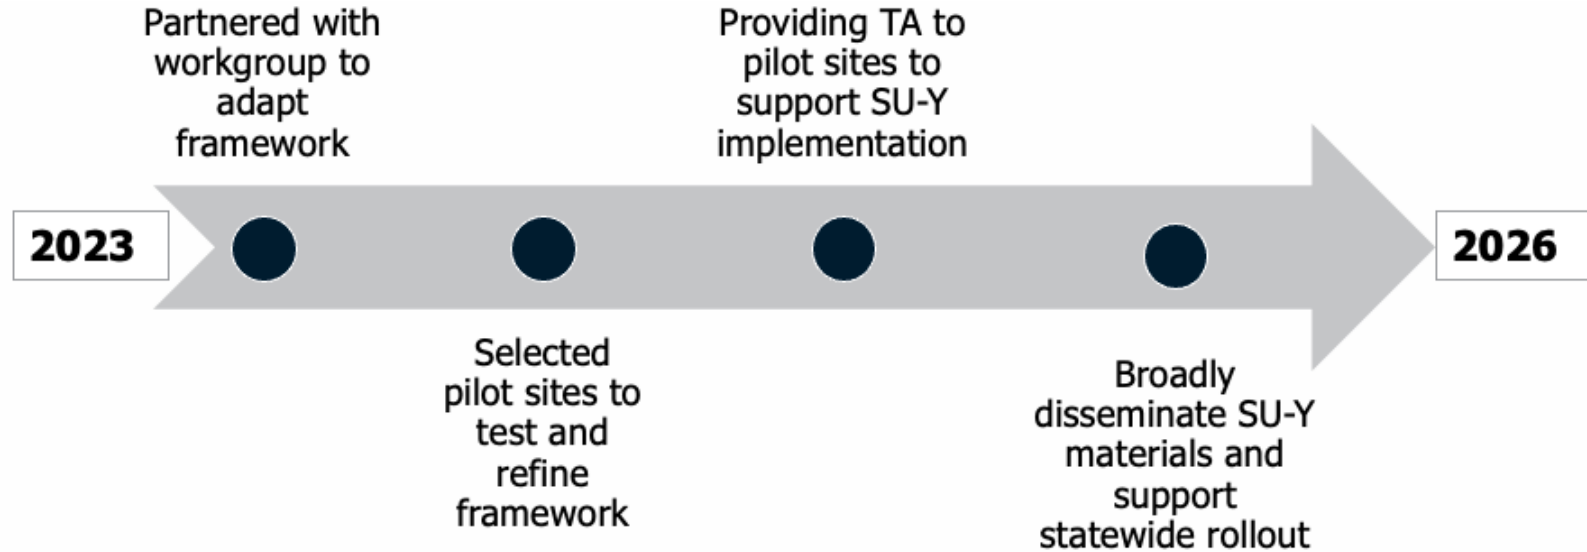 Partnered with
workgroup to
adapt
framework
Providing TA to
pilot sites to
support SU-Y
implementation
2023
2026
Selected
pilot sites to
test and
refine
framework
Broadly
disseminate SU-Y
materials and
support
statewide rollout